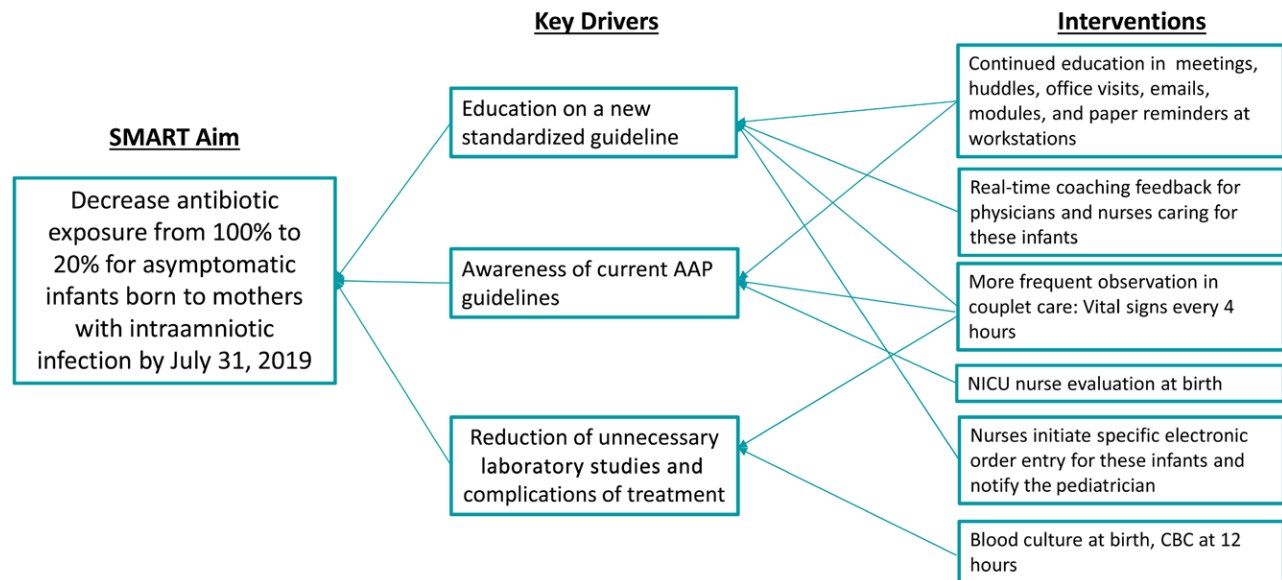 SMART Aim
Decrease antibiotic
exposure from 100% to
20% for asymptomatic
infants born to mothers
with intraamniotic
infection by July 31, 2019
Key Drivers
Education on a new
standardized guideline
Awareness of current AAP
guidelines
Reduction of unnecessary
laboratory studies and
complications of treatment
Interventions
Continued education in meetings,
huddles, office visits, emails,
modules, and paper reminders at
workstations
Real-time coaching feedback for
physicians and nurses caring for
these infants
More frequent observation in
couplet care: Vital signs every 4
hours
NICU nurse evaluation at birth
Nurses initiate specific electronic
order entry for these infants and
notify the pediatrician
Blood culture at birth, CBC at 12
hours